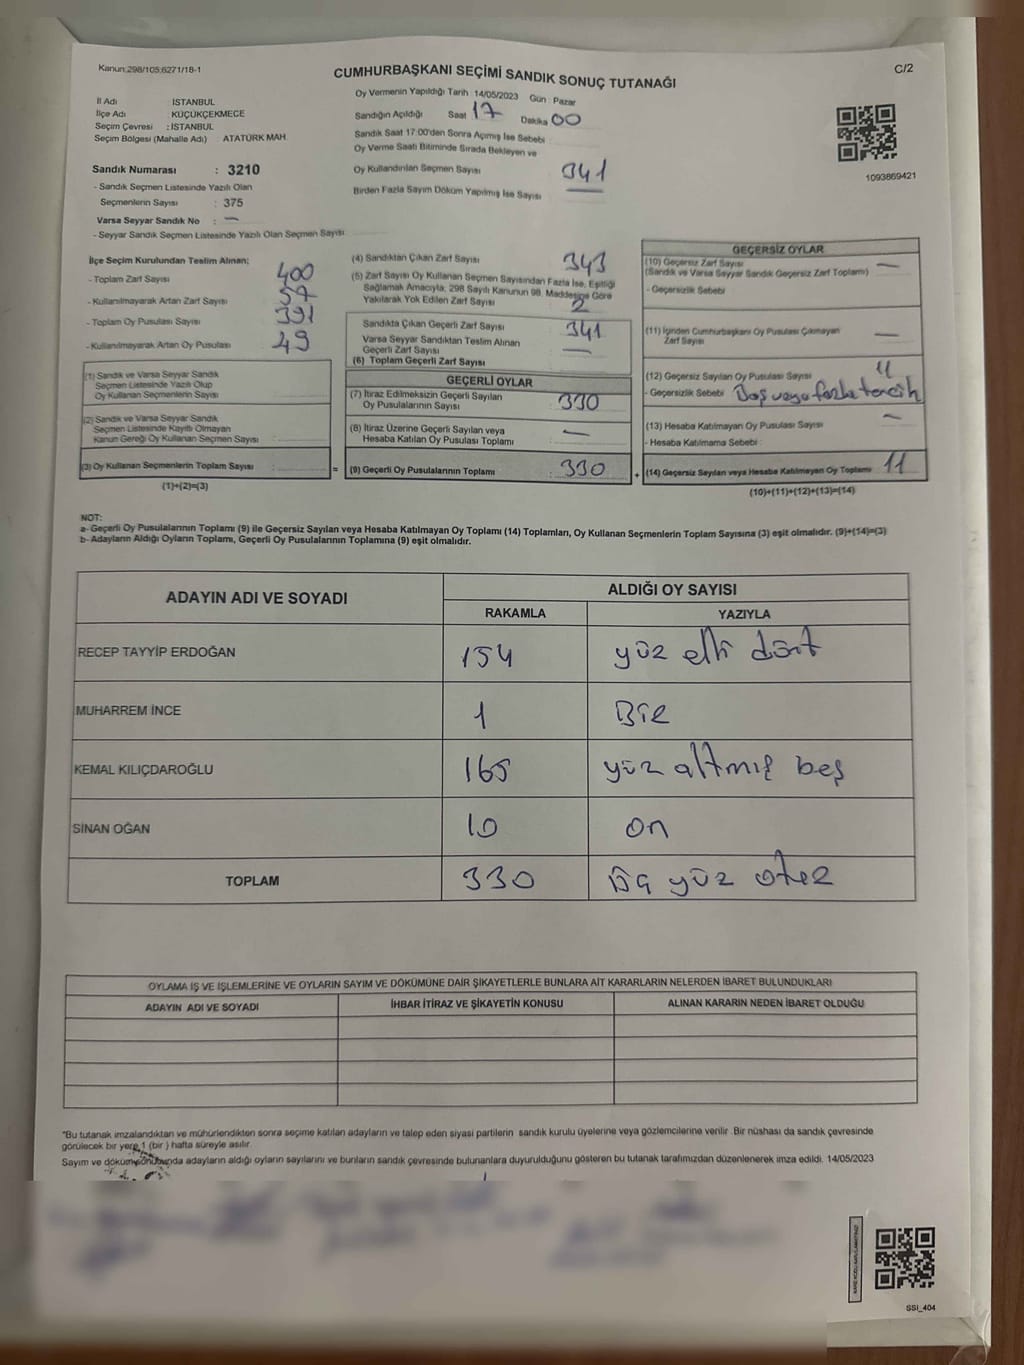 Kanun:298/105;6271/18-1
C/2
CUMHURBAŞKANI SEÇİMİ SANDIK SONUÇ TUTANAĞI
İl Adı : İSTANBUL
İlçe Adı : KÜÇÜKÇEKMECE
Seçim Çevresi : İSTANBUL
Seçim Bölgesi (Mahalle Adı) : ATATÜRK MAH.
Sandık Numarası : 3210
- Sandık Seçmen Listesinde Yazılı Olan
Seçmenlerin Sayısı : 375
Varsa Seyyar Sandık No : —
- Seyyar Sandık Seçmen Listesinde Yazılı Olan Seçmen Sayısı
Oy Vermenin Yapıldığı Tarih : 14/05/2023 Gün : Pazar
Sandığın Açıldığı Saat 17 Dakika 00
Sandık Saat 17:00'den Sonra Açımış İse Sebebi :
Oy Verme Saati Bitiminde Sırada Bekleyen ve
Oy Kullandırılan Seçmen Sayısı 341
Birden Fazla Sayım Döküm Yapılmış İse Sayısı —
1093869421
İlçe Seçim Kurulundan Teslim Alınan;
- Toplam Zarf Sayısı 400
- Kullanılmayarak Artan Zarf Sayısı 57
- Toplam Oy Pusulası Sayısı 391
- Kullanılmayarak Artan Oy Pusulası 49
(1) Sandık ve Varsa Seyyar Sandık
Seçmen Listesinde Yazılı Olup
Oy Kullanan Seçmenlerin Sayısı :
(2) Sandık ve Varsa Seyyar Sandık
Seçmen Listesinde Kayıtlı Olmayan
Kanun Gereği Oy Kullanan Seçmen Sayısı :
(3) Oy Kullanan Seçmenlerin Toplam Sayısı :
(1)+(2)=(3)
(4) Sandıktan Çıkan Zarf Sayısı 343
(5) Zarf Sayısı Oy Kullanan Seçmen Sayısından Fazla İse, Eşitliği
Sağlamak Amacıyla; 298 Sayılı Kanunun 98. Maddesine Göre
Yakılarak Yok Edilen Zarf Sayısı 2
Sandıkta Çıkan Geçerli Zarf Sayısı 341
Varsa Seyyar Sandıktan Teslim Alınan
Geçerli Zarf Sayısı —
(6) Toplam Geçerli Zarf Sayısı
GEÇERLİ OYLAR
(7) İtiraz Edilmeksizin Geçerli Sayılan
Oy Pusulalarının Sayısı : 330
(8) İtiraz Üzerine Geçerli Sayılan veya
Hesaba Katılan Oy Pusulası Toplamı : —
= (9) Geçerli Oy Pusulalarının Toplamı : 330
GEÇERSİZ OYLAR
(10) Geçersiz Zarf Sayısı —
(Sandık ve Varsa Seyyar Sandık Geçersiz Zarf Toplamı)
- Geçersizlik Sebebi :
(11) İçinden Cumhurbaşkanı Oy Pusulası Çıkmayan
Zarf Sayısı —
(12) Geçersiz Sayılan Oy Pusulası Sayısı 11
- Geçersizlik Sebebi : Boş veya fazla tercih
(13) Hesaba Katılmayan Oy Pusulası Sayısı —
- Hesaba Katılmama Sebebi :
+ (14) Geçersiz Sayılan veya Hesaba Katılmayan Oy Toplamı 11
(10)+(11)+(12)+(13)=(14)
NOT:
a- Geçerli Oy Pusulalarının Toplamı (9) ile Geçersiz Sayılan veya Hesaba Katılmayan Oy Toplamı (14) Toplamları, Oy Kullanan Seçmenlerin Toplam Sayısına (3) eşit olmalıdır. (9)+(14)=(3)
b- Adayların Aldığı Oyların Toplamı, Geçerli Oy Pusulalarının Toplamına (9) eşit olmalıdır.
ADAYIN ADI VE SOYADI
ALDIĞI OY SAYISI
RAKAMLA YAZIYLA
RECEP TAYYİP ERDOĞAN 154 yüz elli dört
MUHARREM İNCE 1 Bir
KEMAL KILIÇDAROĞLU 165 yüz altmış beş
SİNAN OĞAN 10 on
TOPLAM 330 üç yüz otuz
OYLAMA İŞ VE İŞLEMLERİNE VE OYLARIN SAYIM VE DÖKÜMÜNE DAİR ŞİKAYETLERLE BUNLARA AİT KARARLARIN NELERDEN İBARET BULUNDUKLARI
ADAYIN ADI VE SOYADI İHBAR İTİRAZ VE ŞİKAYETİN KONUSU ALINAN KARARIN NEDEN İBARET OLDUĞU
*Bu tutanak imzalandıktan ve mühürlendikten sonra seçime katılan adayların ve talep eden siyasi partilerin sandık kurulu üyelerine veya gözlemcilerine verilir. Bir nüshası da sandık çevresinde
görülecek bir yere 1 (bir ) hafta süreyle asılır.
Sayım ve döküm sonucunda adayların aldığı oyların sayılarını ve bunların sandık çevresinde bulunanlara duyurulduğunu gösteren bu tutanak tarafımızdan düzenlenerek imza edildi. 14/05/2023
SSİ_404